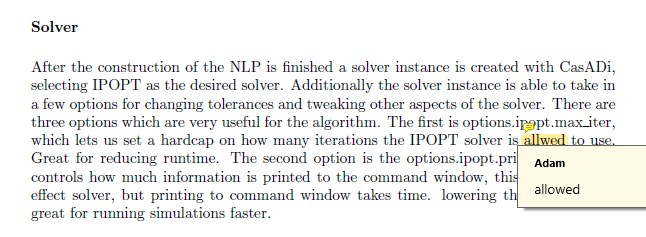 Solver
After the construction of the NLP is finished a solver instance is created with CasADi,
selecting IPOPT as the desired solver. Additionally the solver instance is able to take in
a few options for changing tolerances and tweaking other aspects of the solver. There are
three options which are very useful for the algorithm. The first is options.ipopt.max_iter,
which lets us set a hardcap on how many iterations the IPOPT solver is allwed to use.
Great for reducing runtime. The second option is the options.ipopt.pri
controls how much information is printed to the command window, this
effect solver, but printing to command window takes time. lowering th
great for running simulations faster.
Adam
allowed